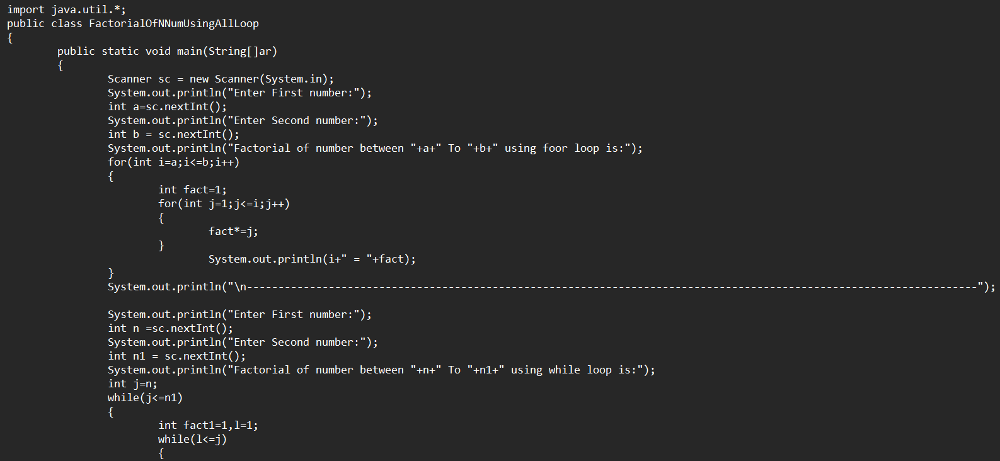 import java.util.*;
public class FactorialOfNNumUsingAllLoop
{
public static void main(String[]ar)
{
Scanner sc = new Scanner(System.in);
System.out.println("Enter First number:");
int a=sc.nextInt();
System.out.println("Enter Second number:");
int b = sc.nextInt();
System.out.println("Factorial of number between "+a+" To "+b+" using foor loop is:");
for(int i=a;i<=b;i++)
{
int fact=1;
for(int j=1;j<=i;j++)
{
fact*=j;
}
System.out.println(i+" = "+fact);
}
System.out.println("\n--------------------------------------------------------------------------------------------------------------------");

System.out.println("Enter First number:");
int n =sc.nextInt();
System.out.println("Enter Second number:");
int n1 = sc.nextInt();
System.out.println("Factorial of number between "+n+" To "+n1+" using while loop is:");
int j=n;
while(j<=n1)
{
int fact1=1,l=1;
while(l<=j)
{